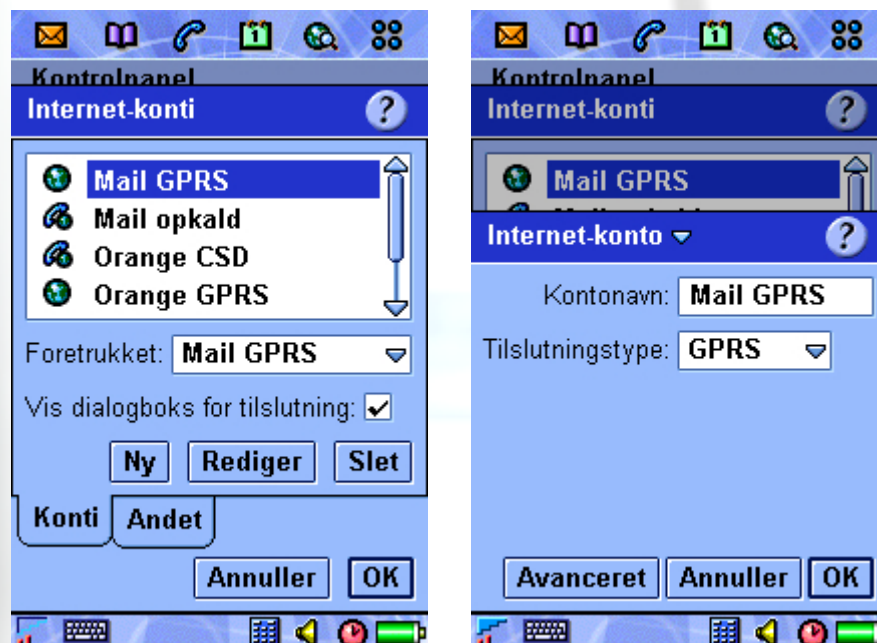 Kontrolpanel
Internet-konti ?
Mail GPRS
Mail opkald
Orange CSD
Orange GPRS
Foretrukket: Mail GPRS
Vis dialogboks for tilslutning:
Ny Rediger Slet
Konti Andet
Annuller OK
Kontrolpanel
Internet-konti ?
Mail GPRS
Internet-konto ?
Kontonavn: Mail GPRS
Tilslutningstype: GPRS
Avanceret Annuller OK